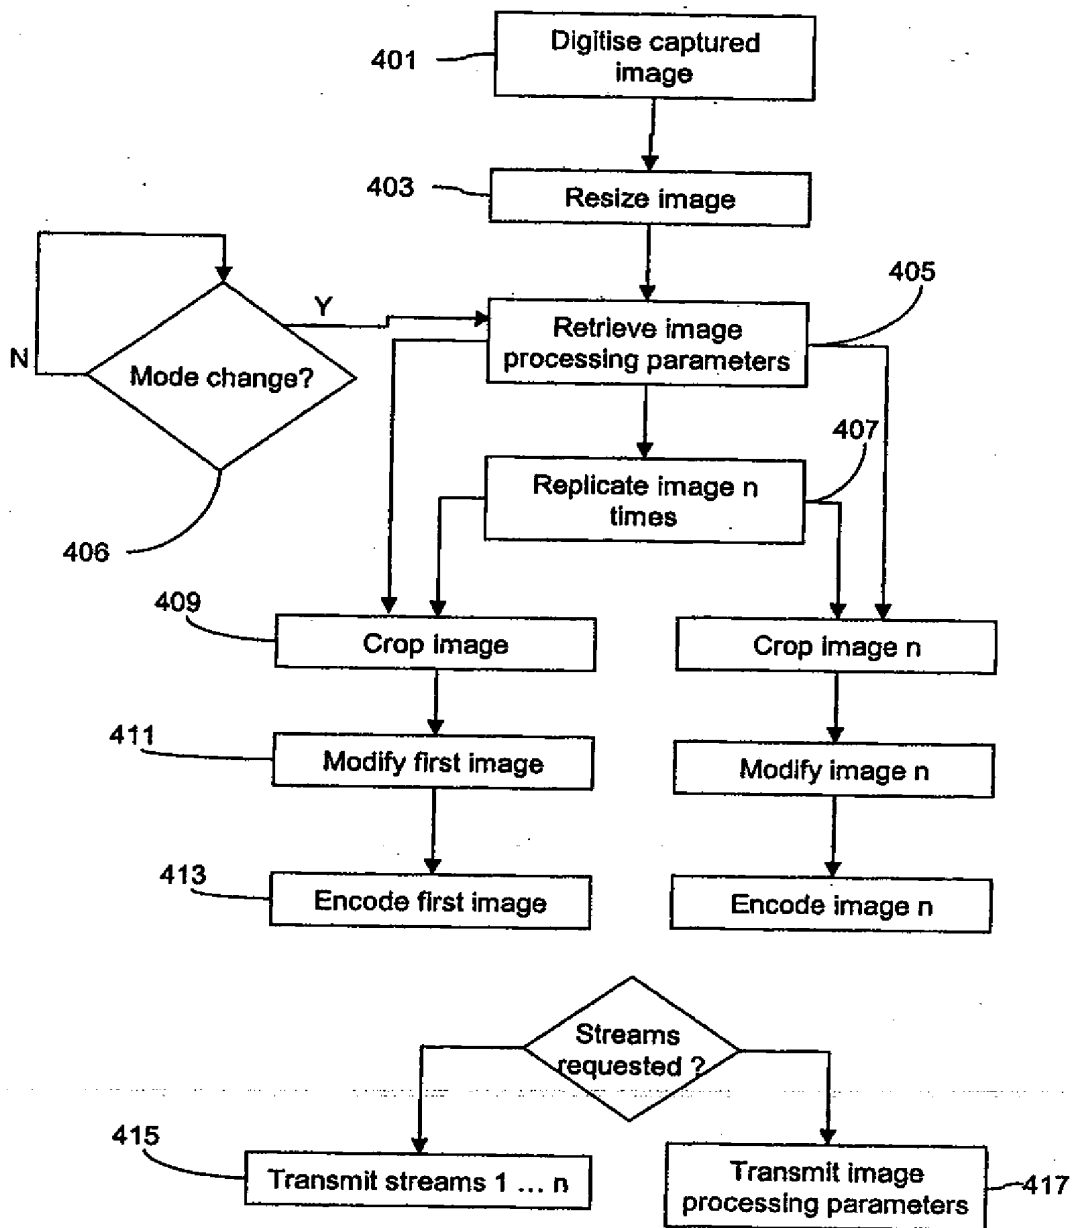 Digitise captured
image
401
403
Resize image
405
Y
Retrieve image
processing parameters
N
Mode change?
407
Replicate image n
times
406
409
Crop image
Crop image n
411
Modify first image
Modify image n
413
Encode first image
Encode image n
Streams
requested ?
415
Transmit streams 1 ... n
Transmit image
processing parameters
417